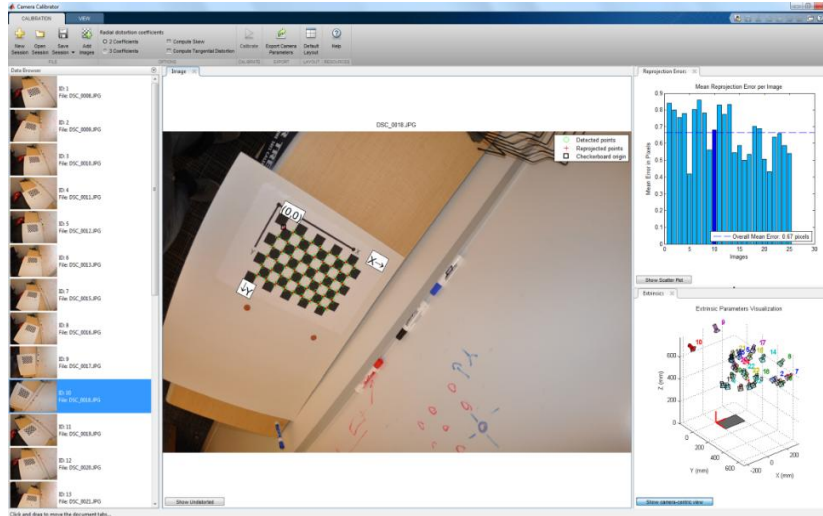 Camera Calibrator
CALIBRATION VIEW
New Session
Open Session
Save Session
Add Images
Radial distortion coefficients
2 Coefficients
3 Coefficients
Compute Skew
Compute Tangential Distortion
Calibrate
Export Camera Parameters
Default Layout
Help
FILE OPTIONS CALIBRATE EXPORT LAYOUT RESOURCES
Data Browser
ID: 1
File: DSC_0008.JPG
ID: 2
File: DSC_0009.JPG
ID: 3
File: DSC_0010.JPG
ID: 4
File: DSC_0011.JPG
ID: 5
File: DSC_0012.JPG
ID: 6
File: DSC_0013.JPG
ID: 7
File: DSC_0015.JPG
ID: 8
File: DSC_0016.JPG
ID: 9
File: DSC_0017.JPG
ID: 10
File: DSC_0018.JPG
ID: 11
File: DSC_0019.JPG
ID: 12
File: DSC_0020.JPG
ID: 13
File: DSC_0021.JPG
Click and drag to move the document tabs...
Image
DSC_0018.JPG
Detected points
Reprojected points
Checkerboard origin
(0,0)
X→
↓Y
Show Undistorted
Reprojection Errors
Mean Reprojection Error per Image
Mean Error in Pixels
0.9
0.8
0.7
0.6
0.5
0.4
0.3
0.2
0.1
0
Overall Mean Error: 0.67 pixels
0 5 10 15 20 25 30
Images
Show Scatter Plot
Extrinsics
Extrinsic Parameters Visualization
Z (mm)
600
400
200
0
Y (mm)
0
200
400
600
X (mm)
-200
0
200
Show camera-centric view